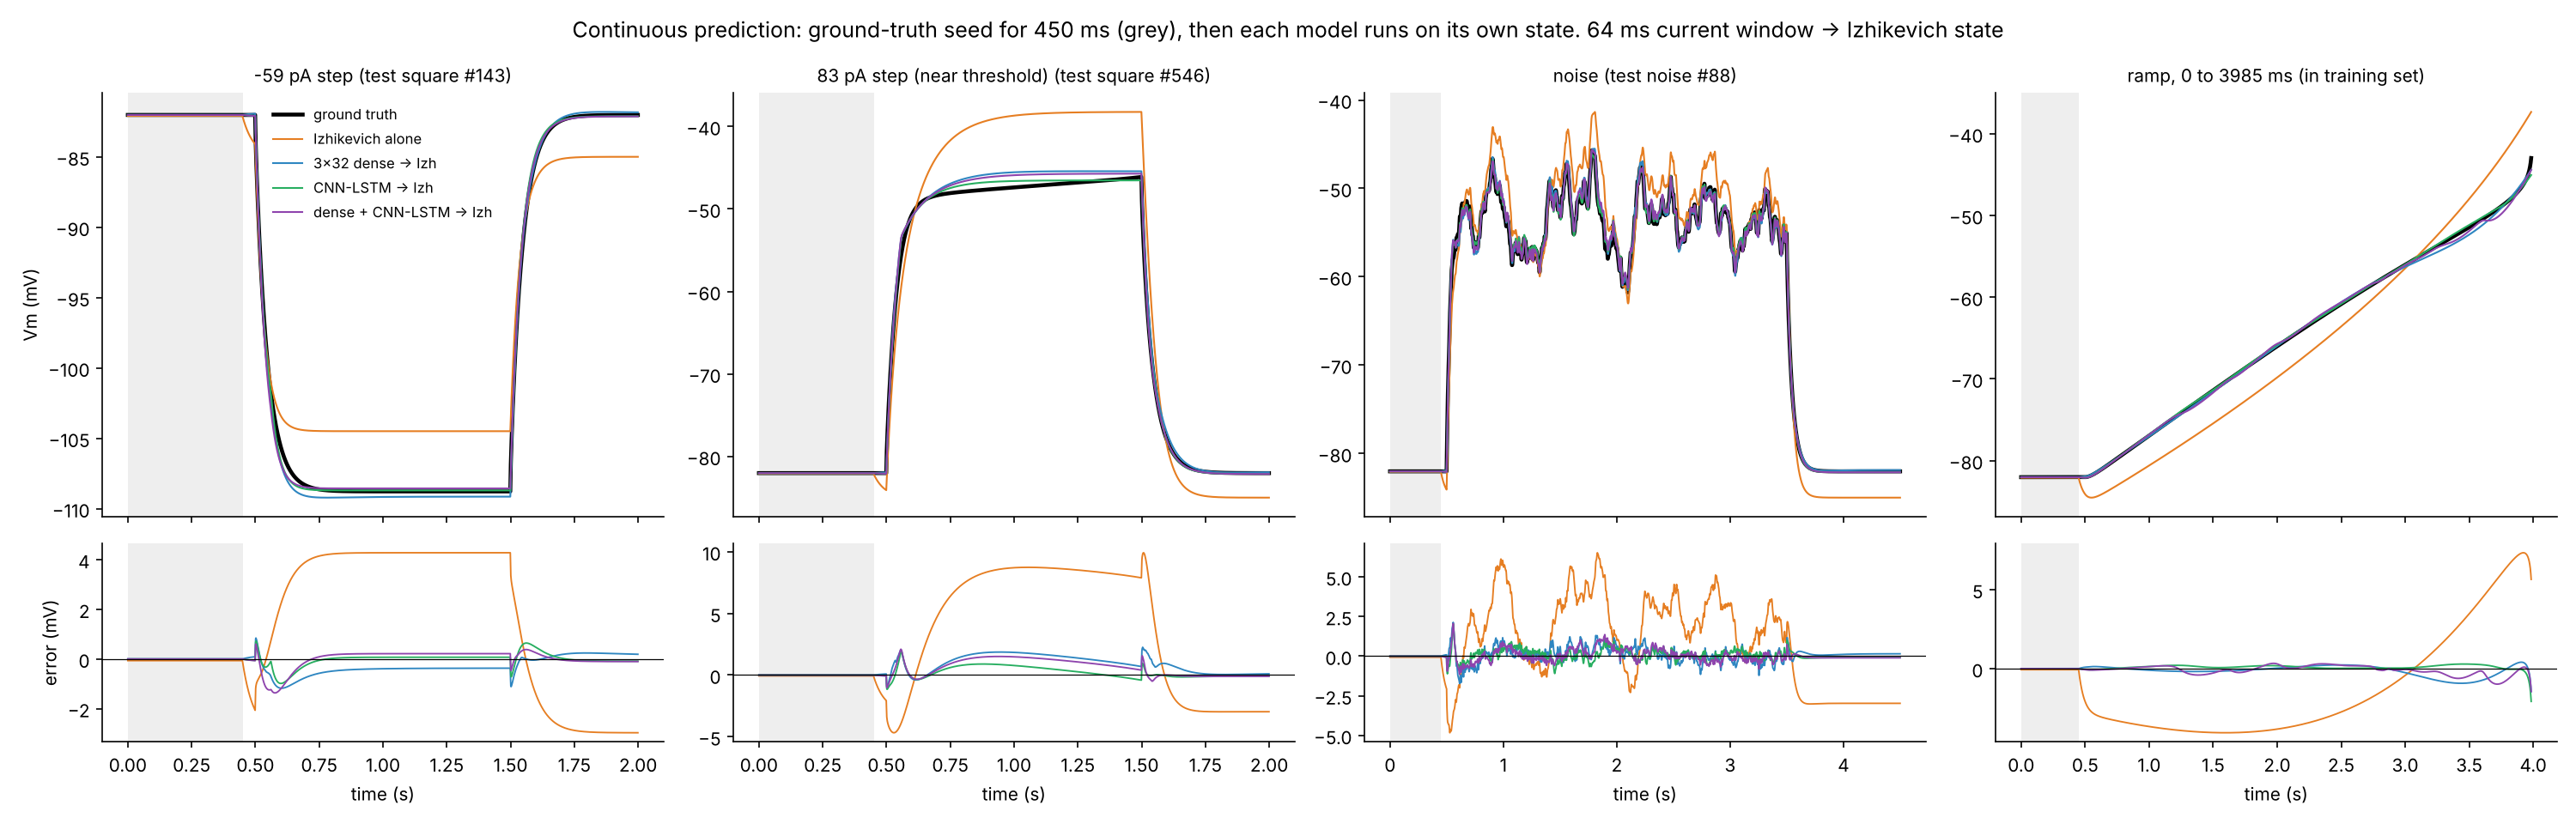 Continuous prediction: ground-truth seed for 450 ms (grey), then each model runs on its own state. 64 ms current window → Izhikevich state
-59 pA step (test square #143)
ground truth
Izhikevich alone
3×32 dense → Izh
CNN-LSTM → Izh
dense + CNN-LSTM → Izh
Vm (mV)
−85
−90
−95
−100
−105
−110
83 pA step (near threshold) (test square #546)
−40
−50
−60
−70
−80
noise (test noise #88)
−40
−50
−60
−70
−80
ramp, 0 to 3985 ms (in training set)
−40
−50
−60
−70
−80
error (mV)
4
2
0
−2
0.00 0.25 0.50 0.75 1.00 1.25 1.50 1.75 2.00
time (s)
10
5
0
−5
0.00 0.25 0.50 0.75 1.00 1.25 1.50 1.75 2.00
time (s)
5.0
2.5
0.0
−2.5
−5.0
0 1 2 3 4
time (s)
5
0
0.0 0.5 1.0 1.5 2.0 2.5 3.0 3.5 4.0
time (s)